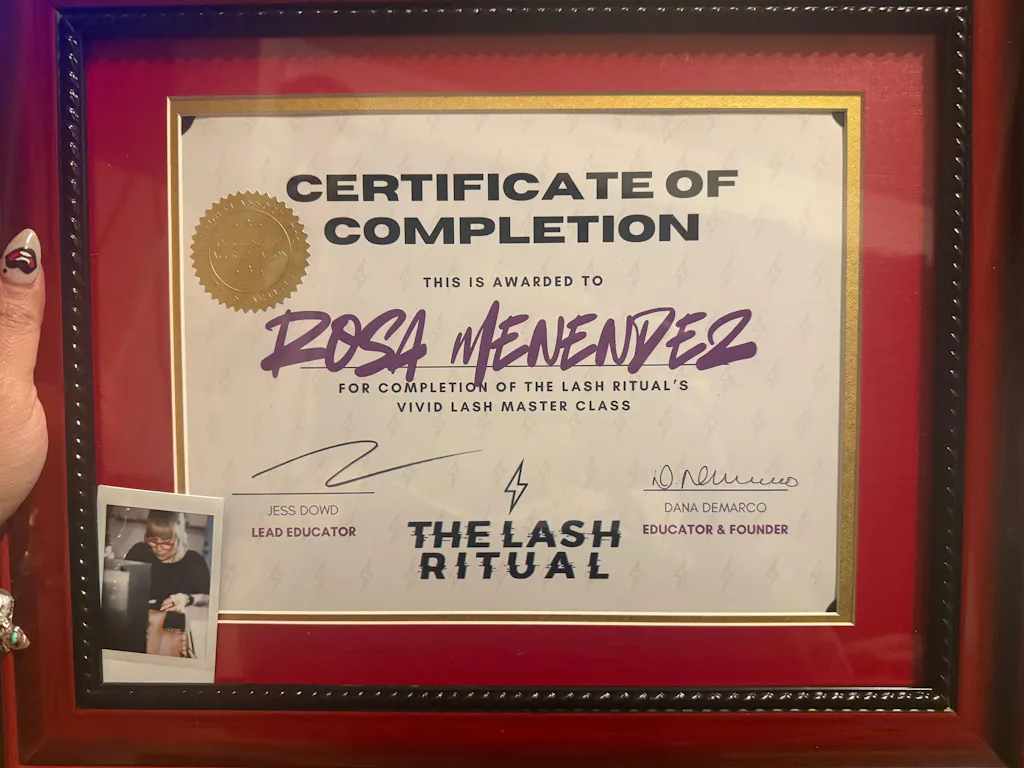 CERTIFICATE OF
COMPLETION
THIS IS AWARDED TO
ROSA MENENDEZ
FOR COMPLETION OF THE LASH RITUAL'S
VIVID LASH MASTER CLASS
JESS DOWD
LEAD EDUCATOR
D. Demarco
DANA DEMARCO
EDUCATOR & FOUNDER
THE LASH
RITUAL